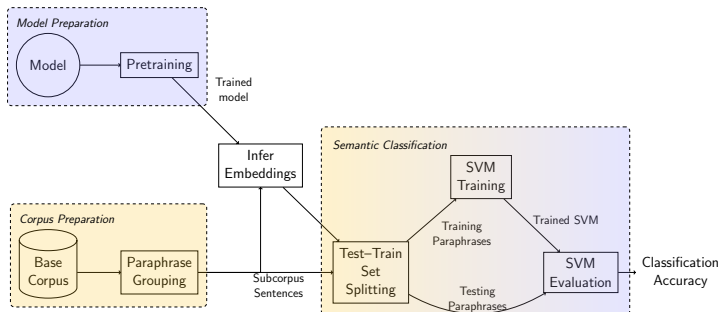 Model Preparation
Model
Pretraining
Trained
model
Infer
Embeddings
Semantic Classification
SVM
Training
Corpus Preparation
Base
Corpus
Paraphrase
Grouping
Subcorpus
Sentences
Test–Train
Set
Splitting
Training
Paraphrases
Trained SVM
Testing
Paraphrases
SVM
Evaluation
Classification
Accuracy